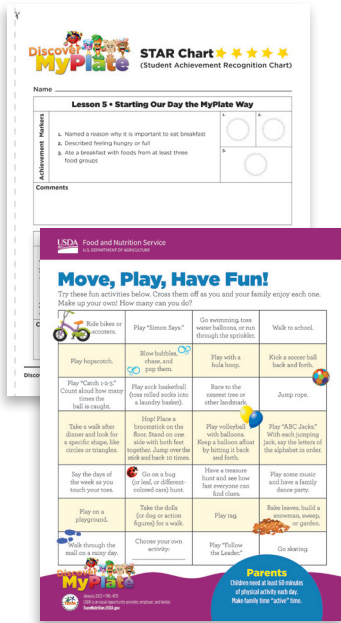 Discover
MyPlate
STAR Chart
(Student Achievement Recognition Chart)
Name
Lesson 5 • Starting Our Day the MyPlate Way
Achievement Markers
1. Named a reason why it is important to eat breakfast
2. Described feeling hungry or full
3. Ate a breakfast with foods from at least three
food groups
1.
2.
3.
Comments
USDA Food and Nutrition Service
U.S. DEPARTMENT OF AGRICULTURE
Move, Play, Have Fun!
Try these fun activities below. Cross them off as you and your family enjoy each one.
Make up your own! How many can you do?
Ride bikes or
scooters.
Play "Simon Says."
Go swimming, toss
water balloons, or run
through the sprinkler.
Walk to school.
Play hopscotch.
Blow bubbles,
chase, and
pop them.
Play with a
hula hoop.
Kick a soccer ball
back and forth.
Play "Catch 1-2-3."
Count aloud how many
times the
ball is caught.
Play sock basketball
(toss rolled socks into
a laundry basket).
Race to the
nearest tree or
other landmark.
Jump rope.
Take a walk after
dinner and look for
a specific shape, like
circles or triangles.
Hop! Place a
broomstick on the
floor. Stand on one
side with both feet
together. Jump over the
stick and back 10 times.
Play volleyball
with balloons.
Keep a balloon afloat
by hitting it back
and forth.
Play "ABC Jacks."
With each jumping
jack, say the letters of
the alphabet in order.
Say the days of
the week as you
touch your toes.
Go on a bug
(or leaf, or different-
colored cars) hunt.
Have a treasure
hunt and see how
fast everyone can
find clues.
Play some music
and have a family
dance party.
Play on a
playground.
Take the dolls
(or dog or action
figures) for a walk.
Play tag.
Rake leaves, build a
snowman, sweep,
or garden.
Walk through the
mall on a rainy day.
Choose your own
activity:
Play "Follow
the Leader."
Go skating.
Discover
MyPlate
Parents
Children need at least 60 minutes
of physical activity each day.
Make family time "active" time.
USDA is an equal opportunity provider, employer, and lender.
TeamNutrition.USDA.gov